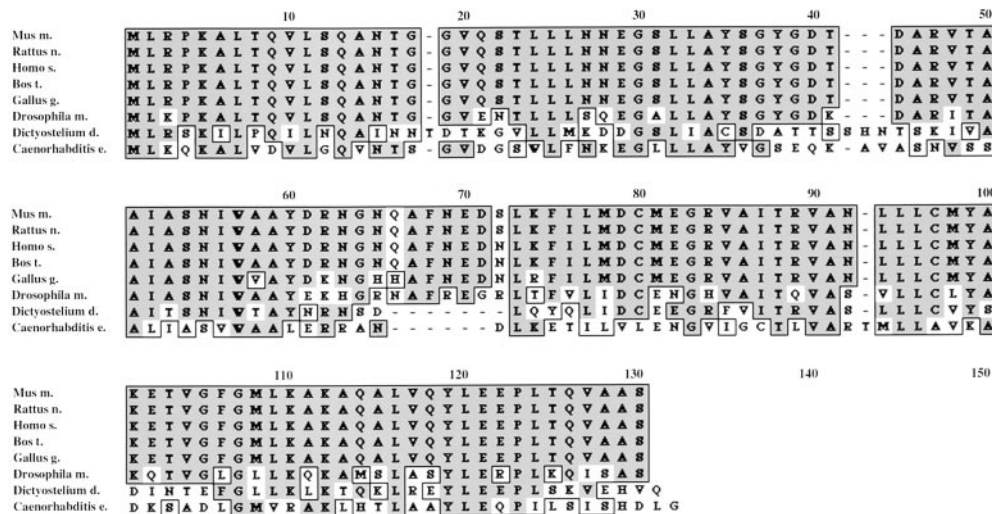 10 20 30 40 50
Mus m. M L R P K A L T Q V L S Q A N T G - G V Q S T L L L N N E G S L L A Y S G Y G D T - - - D A R V T A
Rattus n. M L R P K A L T Q V L S Q A N T G - G V Q S T L L L N N E G S L L A Y S G Y G D T - - - D A R V T A
Homo s. M L R P K A L T Q V L S Q A N T G - G V Q S T L L L N N E G S L L A Y S G Y G D T - - - D A R V T A
Bos t. M L R P K A L T Q V L S Q A N T G - G V Q S T L L L N N E G S L L A Y S G Y G D T - - - D A R V T A
Gallus g. M L R P K A L T Q V L S Q A N T G - G V Q S T L L L N N E G S L L A Y S G Y G D T - - - D A R V T A
Drosophila m. M L K P K A L T Q V L S Q A N T G - G V E N T L L L S Q E G A L L A Y S G Y G D K - - - D A R I T A
Dictyostelium d. M L R S K I L P Q I L N Q A I N N T D T K G V L L M K D D G S L I A C S D A T T S S H N T S K I V A
Caenorhabditis e. M L K Q K A L V D V L G Q V N T S - G V D G S V L F N K E G L L L A Y V G S E Q K - A V A S N V S S
60 70 80 90 100
Mus m. A I A S N I V A A Y D R N G N Q A F N E D S L K F I L M D C M E G R V A I T R V A N - L L L C M Y A
Rattus n. A I A S N I V A A Y D R N G N Q A F N E D S L K F I L M D C M E G R V A I T R V A N - L L L C M Y A
Homo s. A I A S N I V A A Y D R N G N Q A F N E D N L K F I L M D C M E G R V A I T R V A N - L L L C M Y A
Bos t. A I A S N I V A A Y D R N G N Q A F N E D N L K F I L M D C M E G R V A I T R V A N - L L L C M Y A
Gallus g. A I A S N I V V A Y D K N G H H A F N E D N L R F I L M D C M E G R V A I T R V A N - L L L C M Y A
Drosophila m. A I A S N I V A A Y E K H G R N A F R E G R L T F V L I D C E N G H V A I T Q V A S - V L L C L Y A
Dictyostelium d. A I T S N I V T A Y N R N S D - - - - - - - L Q Y Q L I D C E E G R F V I T R V A S - L L L C V Y S
Caenorhabditis e. A L I A S V V A A L E R R A N - - - - - - D L K E T I L V L E N G V I G C T L V A R T M L L A V K A
110 120 130 140 150
Mus m. K E T V G F G M L K A K A Q A L V Q Y L E E P L T Q V A A S
Rattus n. K E T V G F G M L K A K A Q A L V Q Y L E E P L T Q V A A S
Homo s. K E T V G F G M L K A K A Q A L V Q Y L E E P L T Q V A A S
Bos t. K E T V G F G M L K A K A Q A L V Q Y L E E P L T Q V A A S
Gallus g. K E T V G F G M L K A K A Q A L V Q Y L E E P L T Q V A A S
Drosophila m. K Q T V G L G L L K Q K A M S L A S Y L E R P L K Q I S A S
Dictyostelium d. D I N T E F G L L K L K T Q K L R E Y L E E P L S K V E H V Q
Caenorhabditis e. D K S A D L G M V R A K L H T L A A Y L E Q P I L S I S H D L G